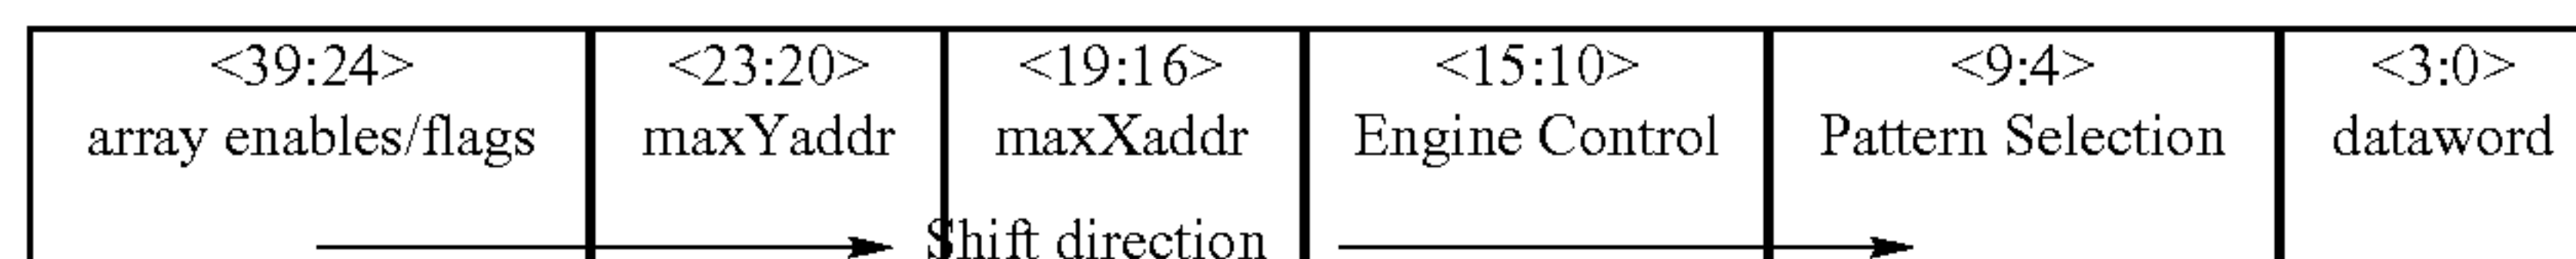 <39:24> <23:20> <19:16> <15:10> <9:4> <3:0>
array enables/flags maxYaddr maxXaddr Engine Control Pattern Selection dataword
Shift direction